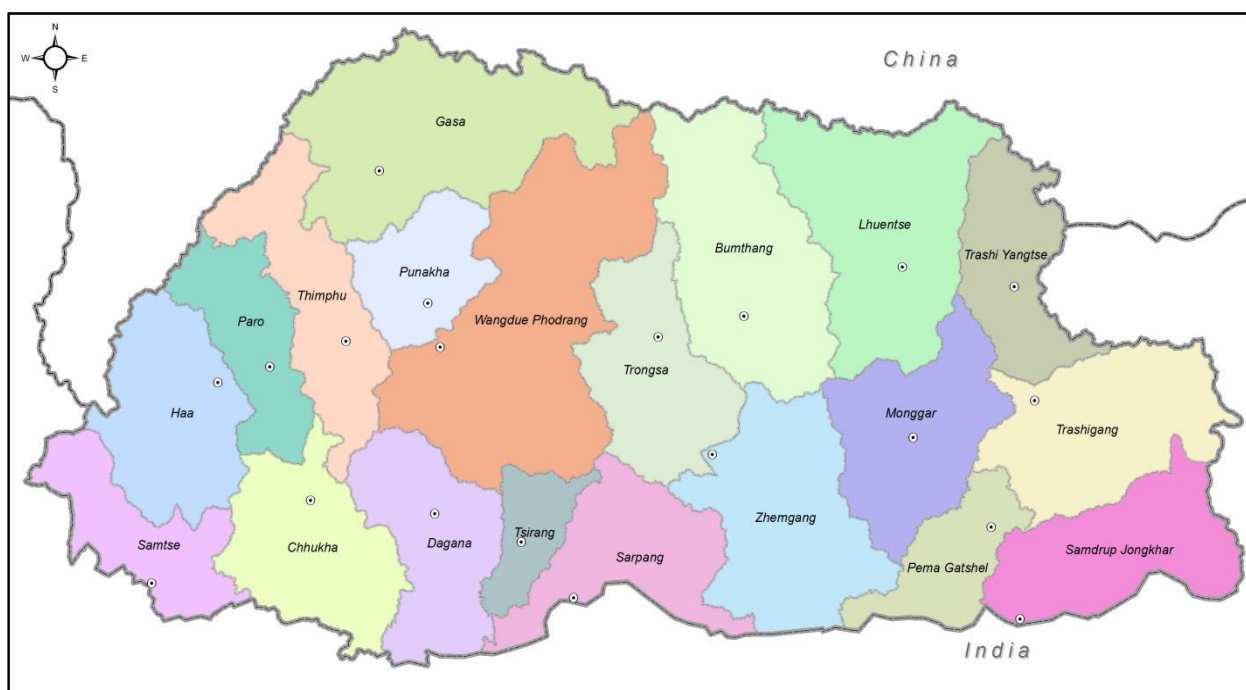 N
W E
S
China
Gasa
Punakha
Bumthang
Lhuentse
Trashi Yangtse
Thimphu
Paro
Wangdue Phodrang
Trongsa
Haa
Monggar
Trashigang
Samtse
Chhukha
Dagana
Tsirang
Sarpang
Zhemgang
Pema Gatshel
Samdrup Jongkhar
India